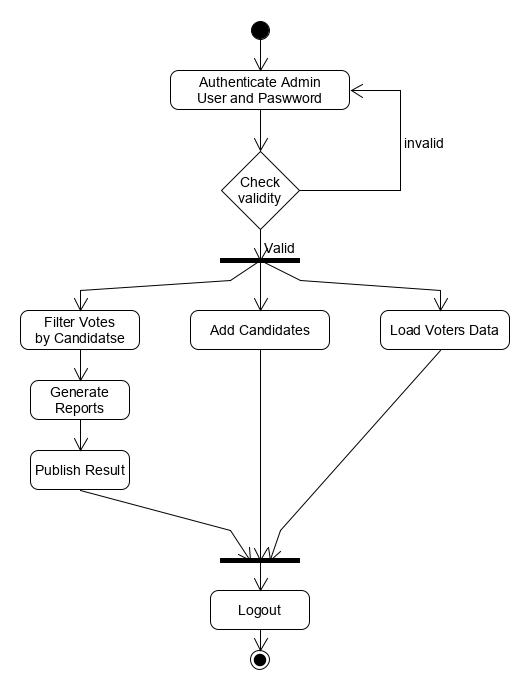 Authenticate Admin
User and Paswword
invalid
Check
validity
Valid
Filter Votes
by Candidatse
Add Candidates
Load Voters Data
Generate
Reports
Publish Result
Logout